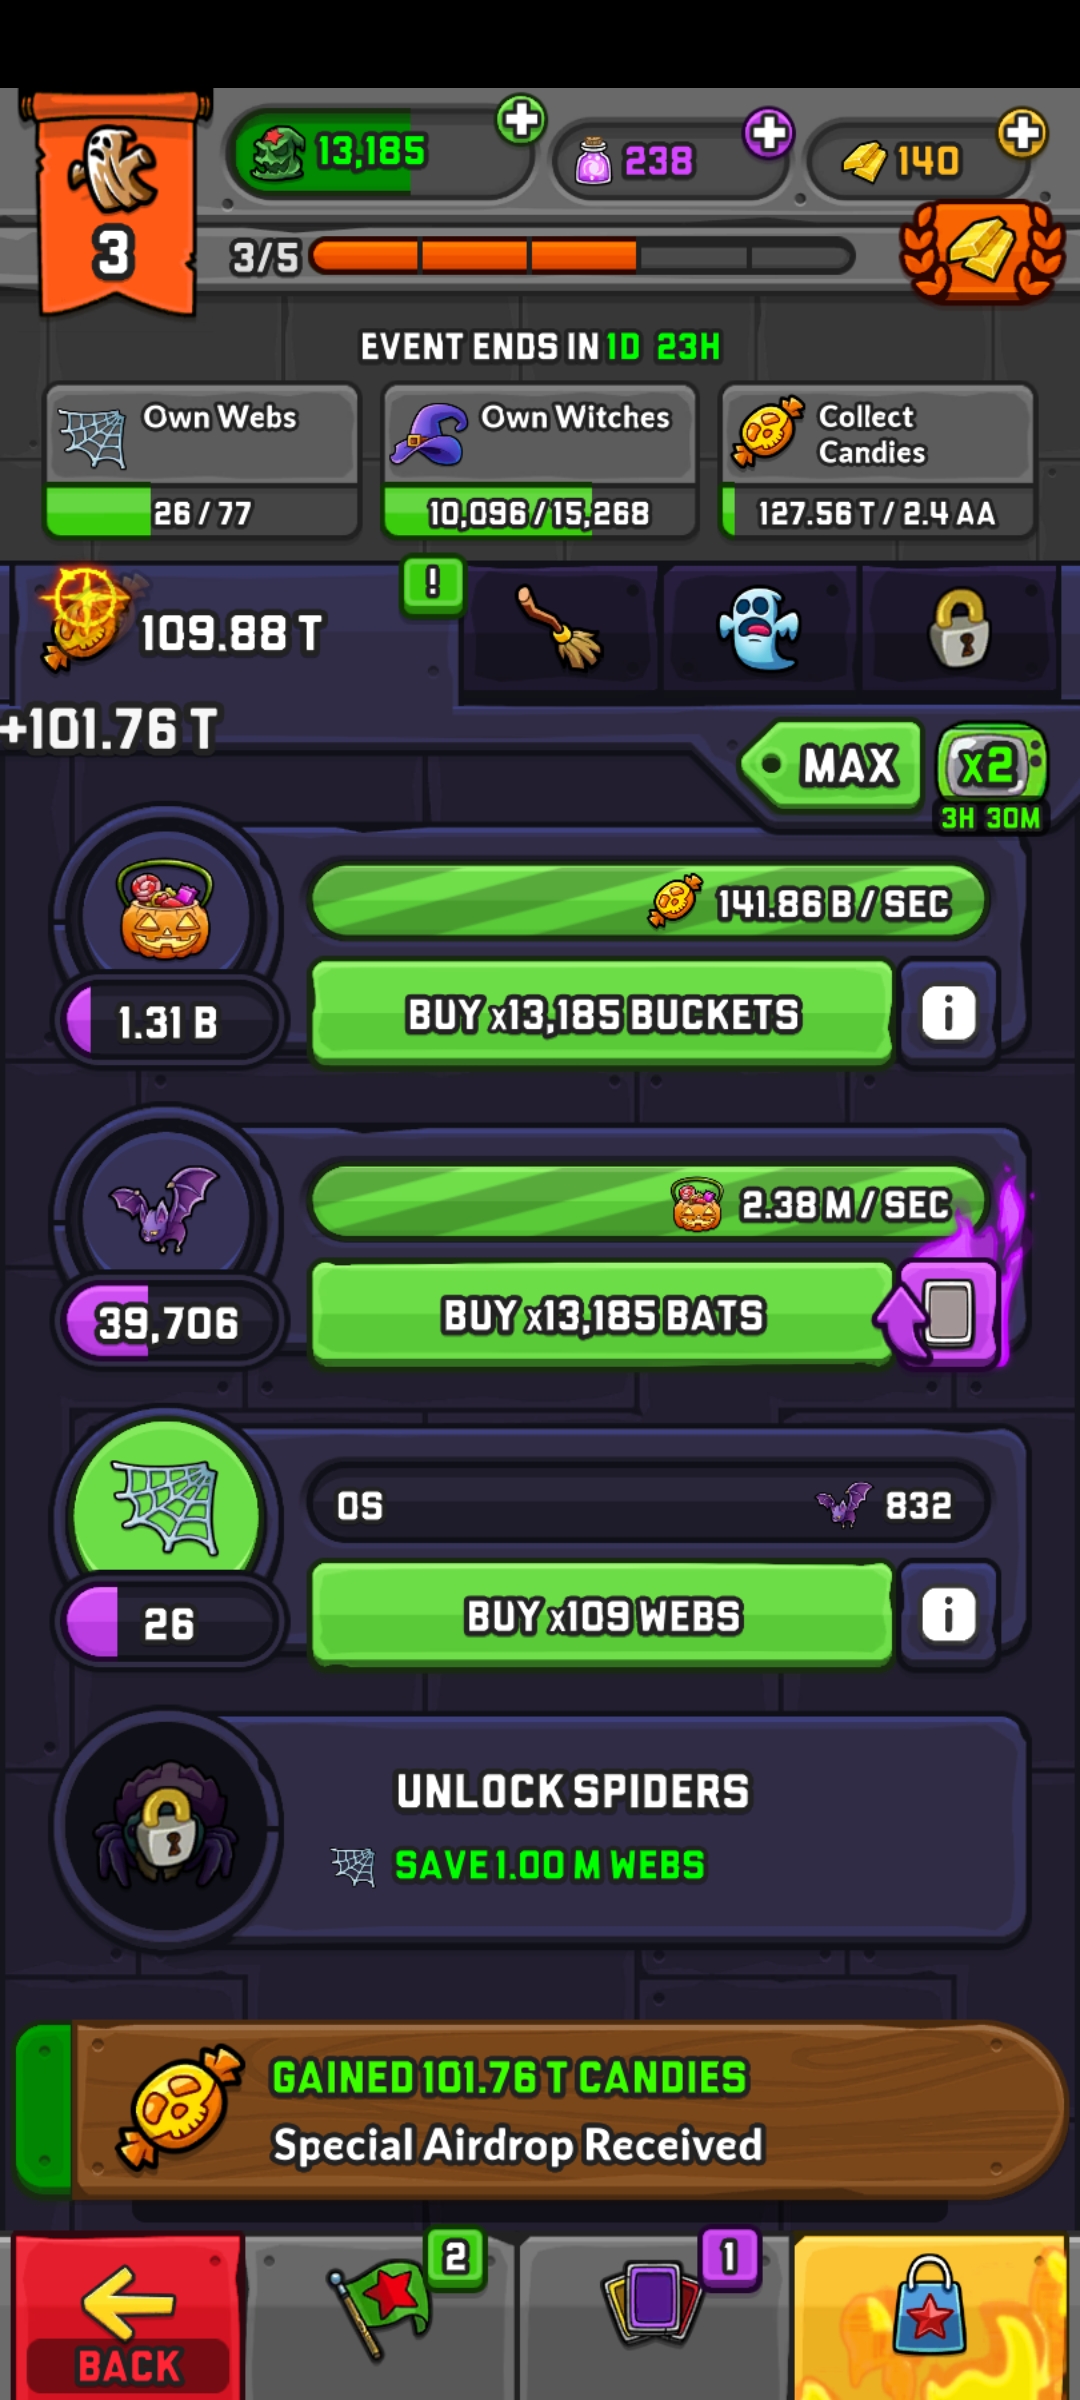 13,185
238
140
3
3/5
EVENT ENDS IN 1D 23H
Own Webs
26 / 77
Own Witches
10,096 / 15,268
Collect
Candies
127.56 T / 2.4 AA
109.88 T
!
+101.76 T
MAX
x2
3H 30M
141.86 B / SEC
1.31 B
BUY x13,185 BUCKETS
i
2.38 M / SEC
39,706
BUY x13,185 BATS
0S
832
26
BUY x109 WEBS
i
UNLOCK SPIDERS
SAVE 1.00 M WEBS
GAINED 101.76 T CANDIES
Special Airdrop Received
2
1
BACK